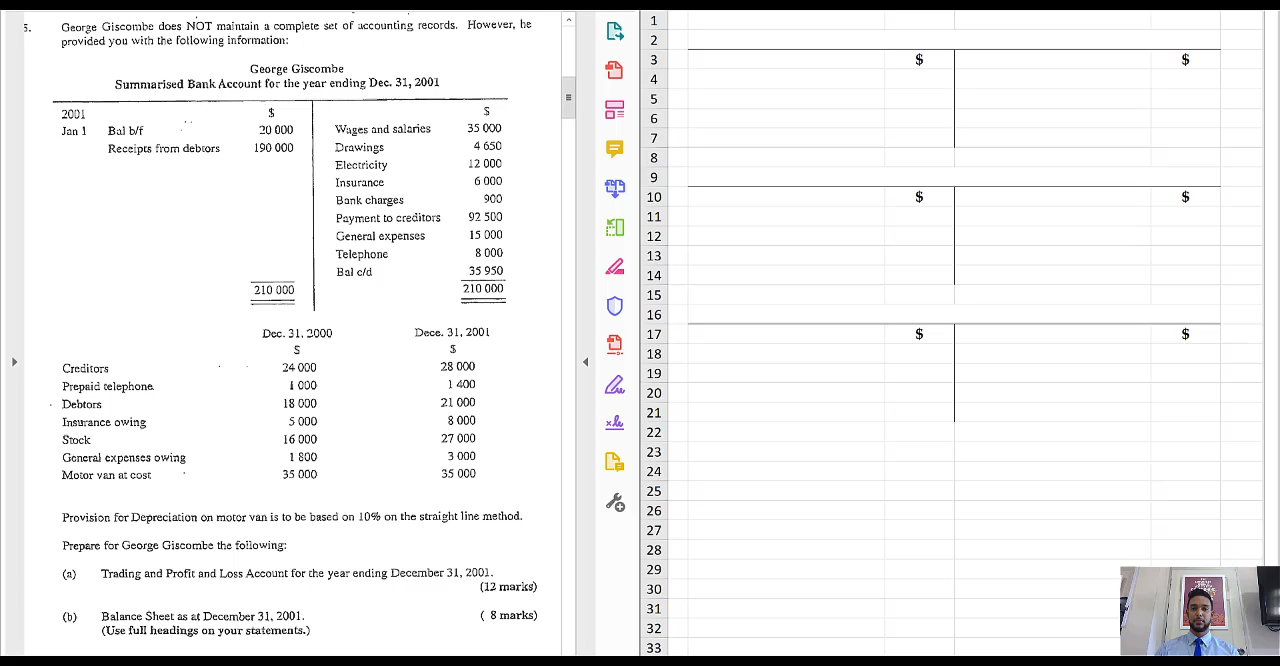 5. George Giscombe does NOT maintain a complete set of accounting records. However, he
provided you with the following information:
George Giscombe
Summarised Bank Account for the year ending Dec. 31, 2001
2001 $ $
Jan 1 Bal b/f 20 000 Wages and salaries 35 000
Receipts from debtors 190 000 Drawings 4 650
Electricity 12 000
Insurance 6 000
Bank charges 900
Payment to creditors 92 500
General expenses 15 000
Telephone 8 000
Bal c/d 35 950
210 000 210 000
Dec. 31, 2000 Dece. 31, 2001
$ $
Creditors 24 000 28 000
Prepaid telephone 1 000 1 400
Debtors 18 000 21 000
Insurance owing 5 000 8 000
Stock 16 000 27 000
General expenses owing 1 800 3 000
Motor van at cost 35 000 35 000
Provision for Depreciation on motor van is to be based on 10% on the straight line method.
Prepare for George Giscombe the following:
(a) Trading and Profit and Loss Account for the year ending December 31, 2001.
(12 marks)
(b) Balance Sheet as at December 31, 2001. ( 8 marks)
(Use full headings on your statements.)
1
2
3 $ $
4
5
6
7
8
9
10 $ $
11
12
13
14
15
16
17 $ $
18
19
20
21
22
23
24
25
26
27
28
29
30
31
32
33